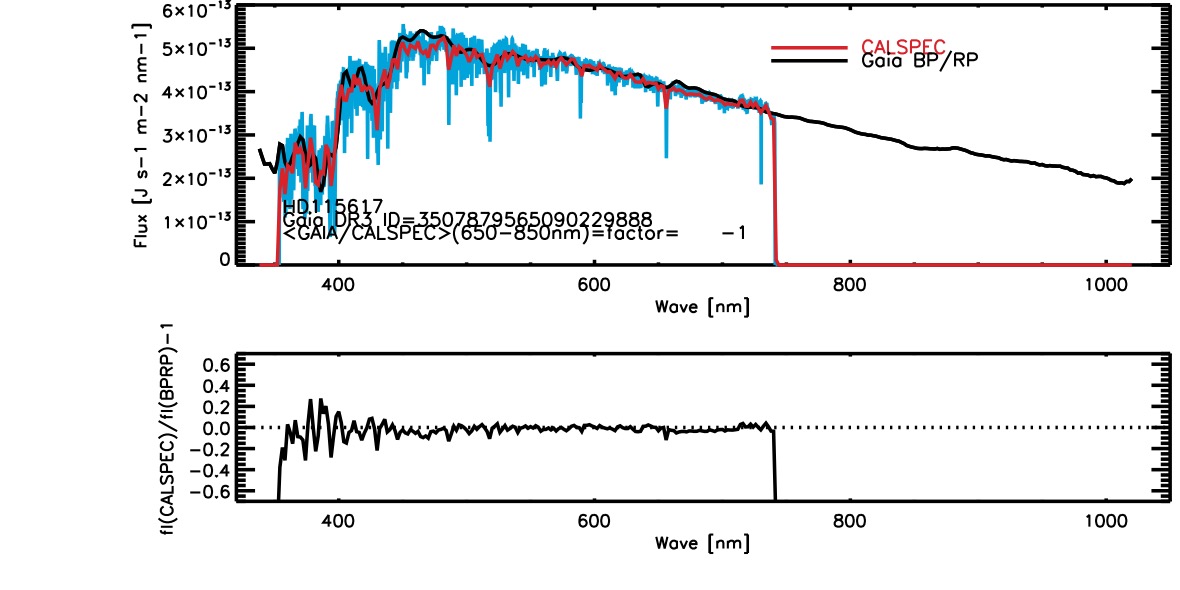 6×10−13
5×10−13
4×10−13
3×10−13
2×10−13
1×10−13
0
Flux [J s−1 m−2 nm−1]
CALSPEC
Gaia BP/RP
HD115617
Gaia DR3 ID=3507879565090229888
<GAIA/CALSPEC>(650−850nm)=factor= −1
400 600 800 1000
Wave [nm]
fl(CALSPEC)/fl(BPRP)−1
0.6
0.4
0.2
0.0
−0.2
−0.4
−0.6
400 600 800 1000
Wave [nm]